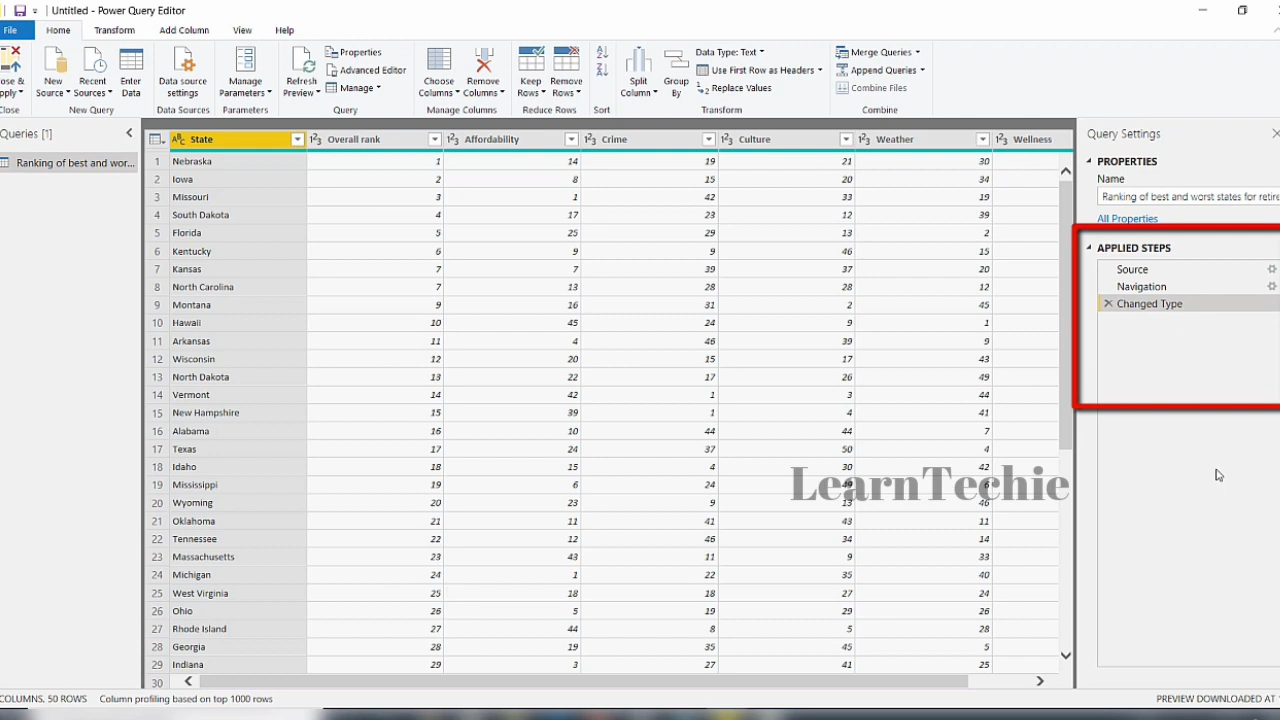 Untitled - Power Query Editor
File Home Transform Add Column View Help
Properties
Advanced Editor
Manage
Data Type: Text
Use First Row as Headers
Replace Values
Merge Queries
Append Queries
Combine Files
New Sources
Recent Sources
Enter Data
Data source settings
Manage Parameters
Refresh Preview
Choose Columns
Remove Columns
Keep Rows
Remove Rows
Split Column
Group By
New Query Data Sources Parameters Query Manage Columns Reduce Rows Sort Transform Combine
Queries [1]
Ranking of best and wor...
State Overall rank Affordability Crime Culture Weather Wellness
1 Nebraska 1 14 19 21 30
2 Iowa 2 8 15 20 34
3 Missouri 3 1 42 33 19
4 South Dakota 4 17 23 12 39
5 Florida 5 25 29 13 2
6 Kentucky 6 9 9 46 15
7 Kansas 7 7 39 37 20
8 North Carolina 7 13 28 28 12
9 Montana 9 16 31 2 45
10 Hawaii 10 45 24 9 1
11 Arkansas 11 4 46 39 9
12 Wisconsin 12 20 15 17 43
13 North Dakota 13 22 17 26 49
14 Vermont 14 42 1 3 44
15 New Hampshire 15 39 1 4 41
16 Alabama 16 10 44 44 7
17 Texas 17 24 37 50 4
18 Idaho 18 15 4 30 42
19 Mississippi 19 6 24 49 6
20 Wyoming 20 23 9 13 46
21 Oklahoma 21 11 41 43 11
22 Tennessee 22 12 46 34 14
23 Massachusetts 23 43 11 9 33
24 Michigan 24 1 22 35 40
25 West Virginia 25 18 18 27 24
26 Ohio 26 5 19 29 26
27 Rhode Island 27 44 8 5 28
28 Georgia 28 19 35 45 5
29 Indiana 29 3 27 41 25
30
LearnTechie
Query Settings
PROPERTIES
Name
Ranking of best and worst states for retire
All Properties
APPLIED STEPS
Source
Navigation
Changed Type
COLUMNS, 50 ROWS Column profiling based on top 1000 rows
PREVIEW DOWNLOADED AT